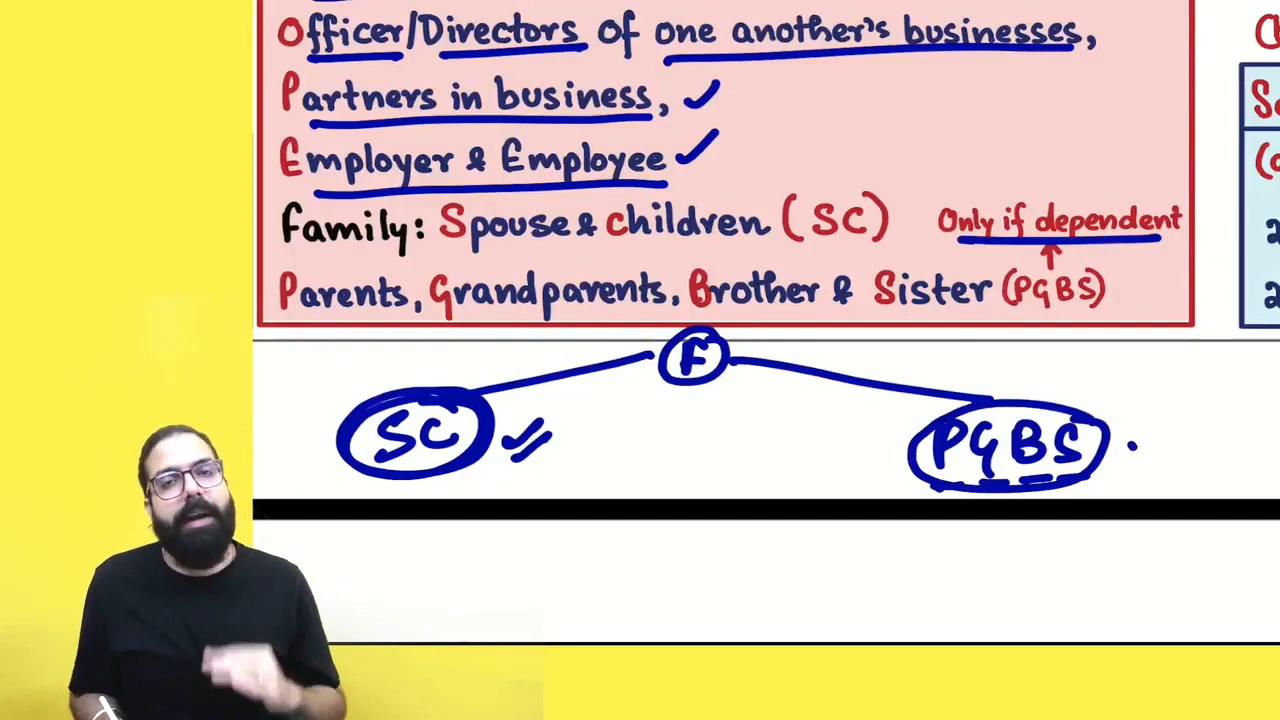 Officer/Directors of one another's businesses,
Partners in business,
Employer & Employee
Family: Spouse & children (SC) Only if dependent
Parents, Grandparents, Brother & Sister (PGBS)
F
SC
PGBS